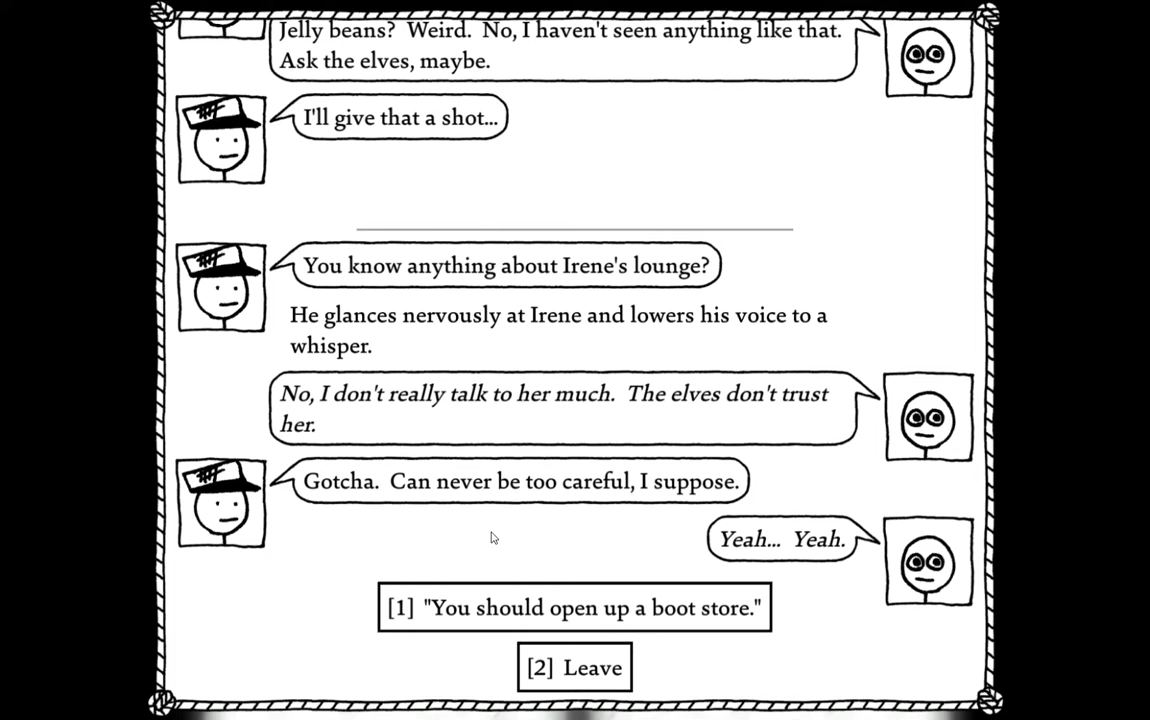 Jelly beans?  Weird.  No, I haven't seen anything like that.
Ask the elves, maybe.
I'll give that a shot...
You know anything about Irene's lounge?
He glances nervously at Irene and lowers his voice to a
whisper.
No, I don't really talk to her much.  The elves don't trust
her.
Gotcha.  Can never be too careful, I suppose.
Yeah...  Yeah.
[1]  "You should open up a boot store."
[2]  Leave